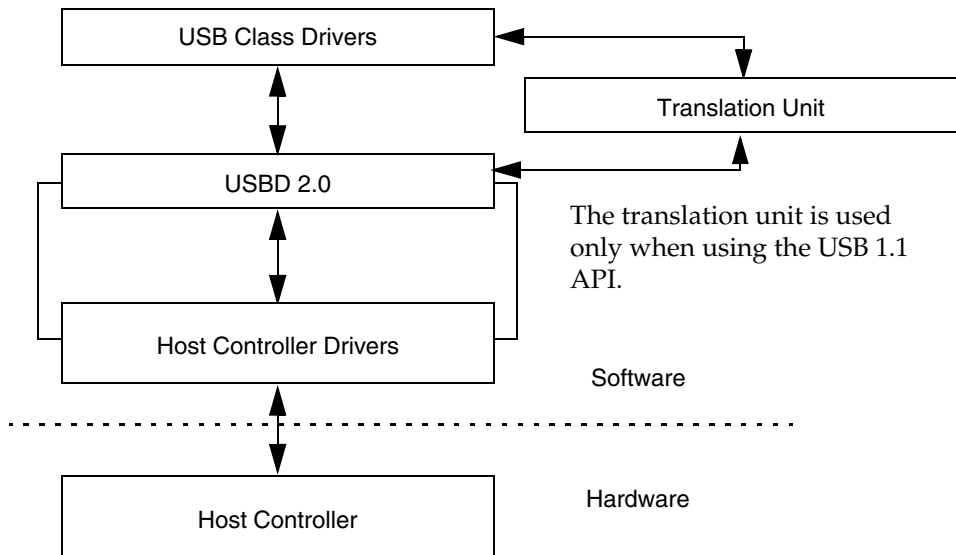 USB Class Drivers
Translation Unit
USBD 2.0
The translation unit is used
only when using the USB 1.1
API.
Host Controller Drivers
Software
Hardware
Host Controller